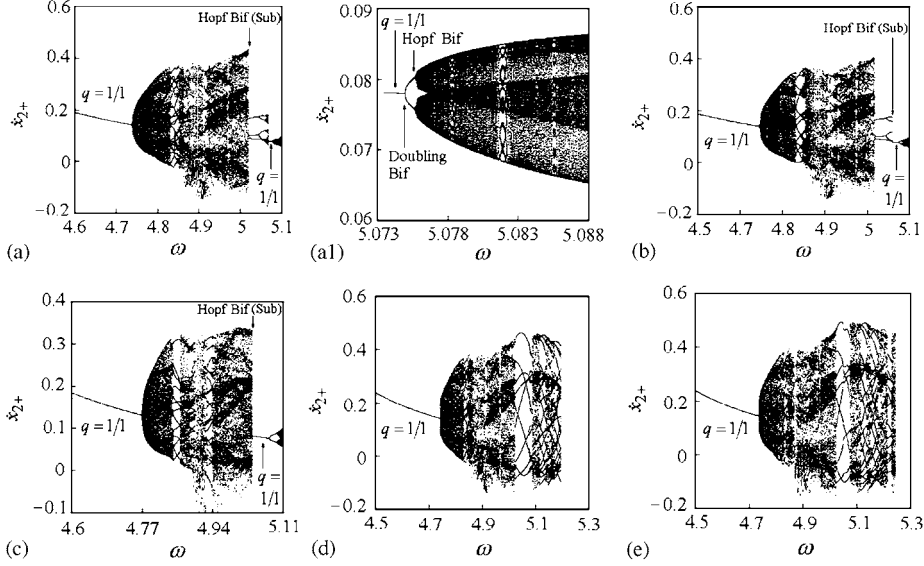 Hopf Bif (Sub)
0.6
0.4
0.2
0
−0.2
ẋ₂₊
q = 1/1
q =
1/1
4.5 4.6 4.7 4.8 4.9 5 5.1
(a)
ω
q = 1/1
Hopf Bif
0.09
0.08
0.07
0.06
ẋ₂₊
Doubling
Bif
5.073 5.078 5.083 5.088
(a1)
ω
Hopf Bif (Sub)
0.6
0.4
0.2
0
−0.2
ẋ₂₊
q = 1/1
q =
1/1
4.5 4.6 4.7 4.8 4.9 5 5.1
(b)
ω
Hopf Bif (Sub)
0.4
0.3
0.2
0.1
0
−0.1
ẋ₂₊
q = 1/1
q =
1/1
4.6 4.77 4.94 5.11
(c)
ω
0.6
0.4
0.2
0
−0.2
ẋ₂₊
q = 1/1
4.5 4.7 4.9 5.1 5.3
(d)
ω
0.6
0.4
0.2
0
−0.2
ẋ₂₊
q = 1/1
4.5 4.7 4.9 5.1 5.3
(e)
ω